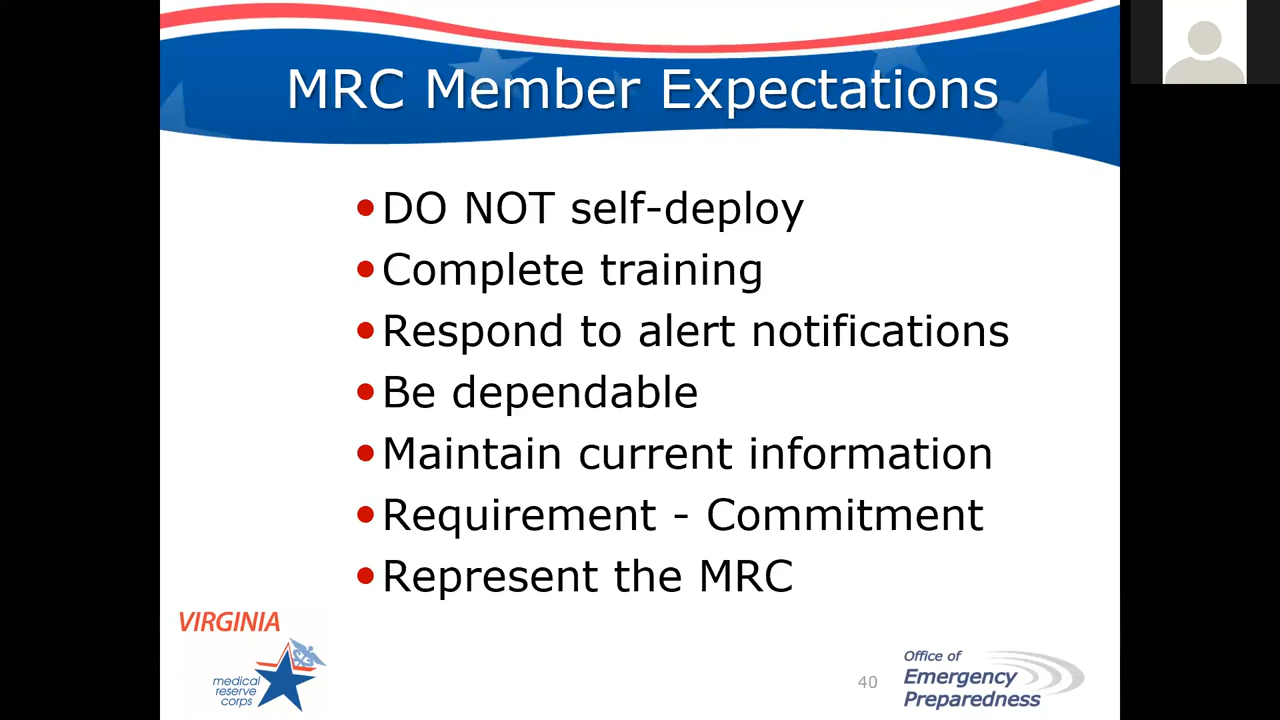 MRC Member Expectations
•DO NOT self-deploy
•Complete training
•Respond to alert notifications
•Be dependable
•Maintain current information
•Requirement - Commitment
•Represent the MRC
VIRGINIA
medical
reserve
corps
40
Office of
Emergency
Preparedness